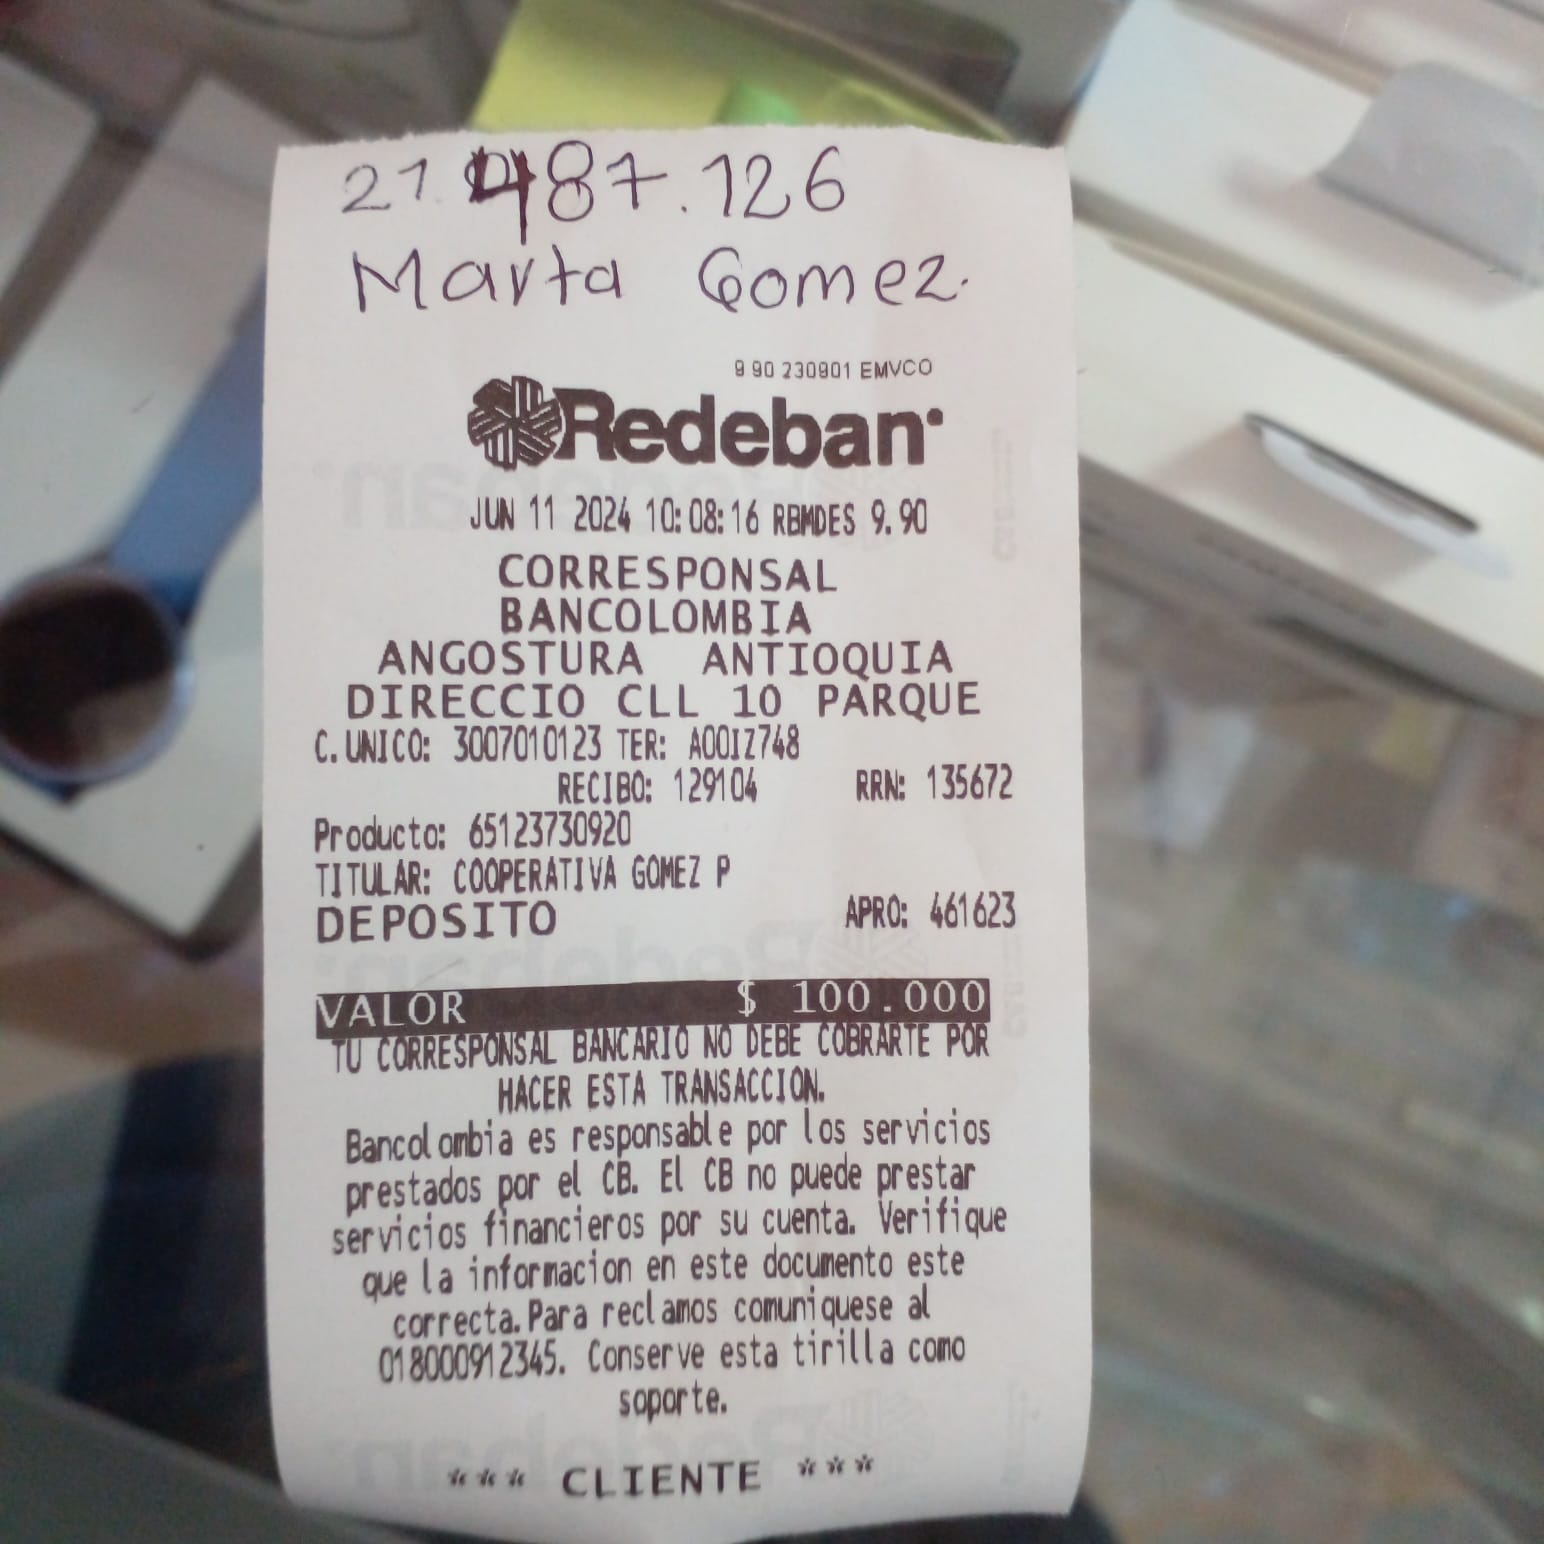 21.487.126
Marta Gomez.
9 90 230901 EMVCO
Redeban
JUN 11 2024 10:08:16 RBMDES 9.90
CORRESPONSAL
BANCOLOMBIA
ANGOSTURA ANTIOQUIA
DIRECCIO CLL 10 PARQUE
C. UNICO: 3007010123 TER: A00IZ748
RECIBO: 129104 RRN: 135672
Producto: 65123730920
TITULAR: COOPERATIVA GOMEZ P
DEPOSITO APRO: 461623
VALOR $ 100.000
TU CORRESPONSAL BANCARIO NO DEBE COBRARTE POR
HACER ESTA TRANSACCION.
Bancolombia es responsable por los servicios
prestados por el CB. El CB no puede prestar
servicios financieros por su cuenta. Verifique
que la informacion en este documento este
correcta. Para reclamos comuniquese al
018000912345. Conserve esta tirilla como
soporte.
*** CLIENTE ***